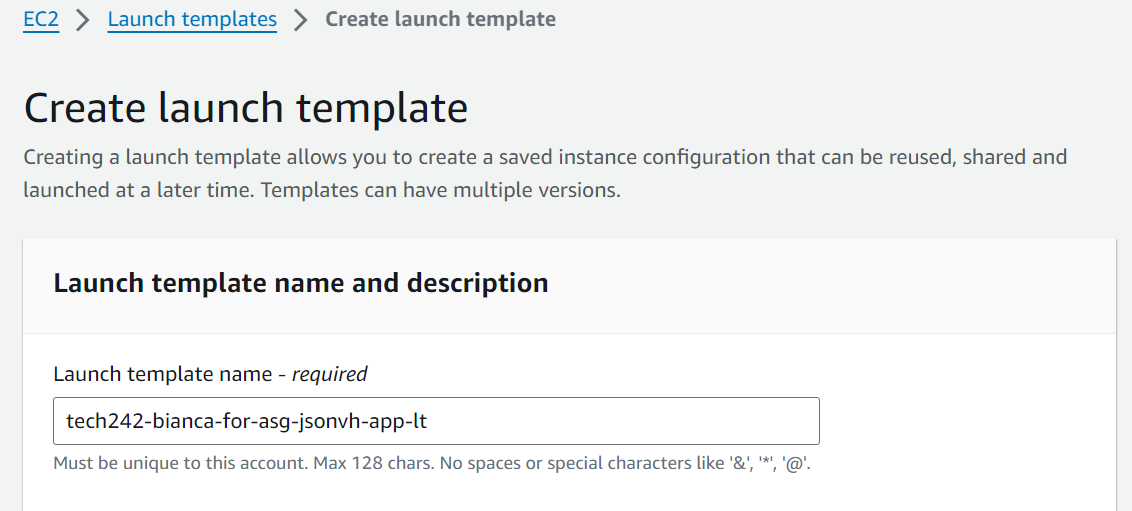 EC2 > Launch templates > Create launch template
Create launch template
Creating a launch template allows you to create a saved instance configuration that can be reused, shared and
launched at a later time. Templates can have multiple versions.
Launch template name and description
Launch template name - required
tech242-bianca-for-asg-jsonvh-app-lt
Must be unique to this account. Max 128 chars. No spaces or special characters like '&', '*', '@'.